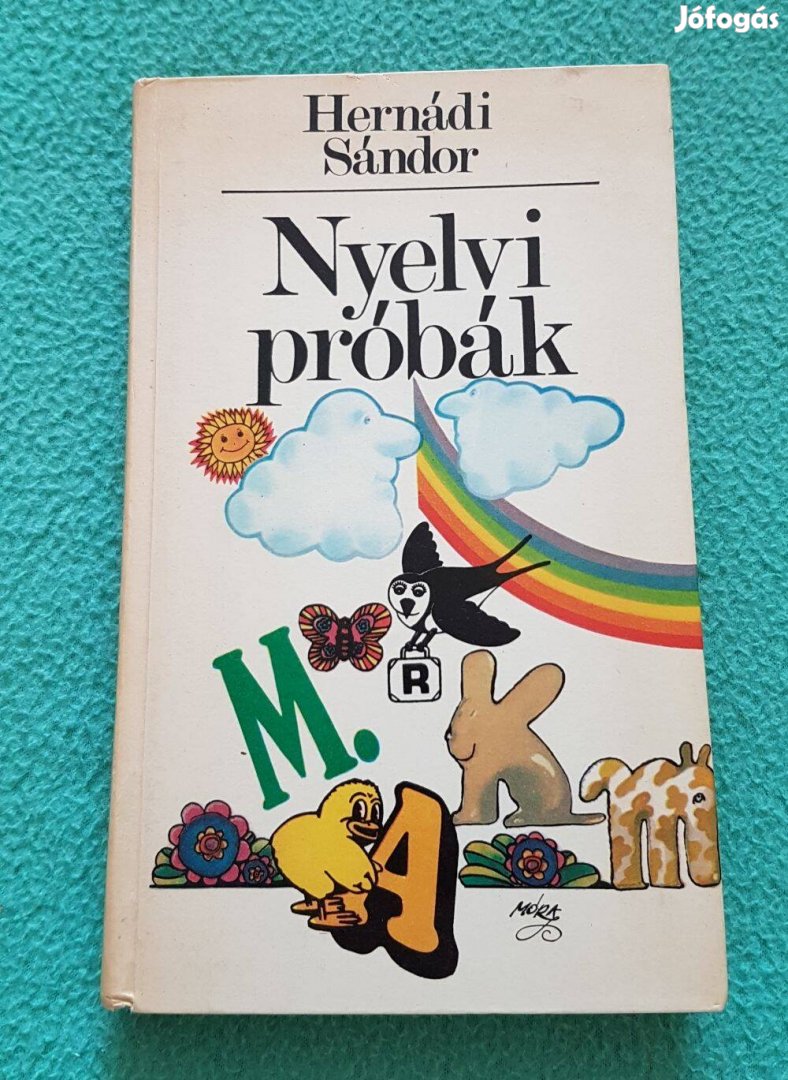 Jófogás
Hernádi
Sándor
Nyelvi
próbák
R
M.
K
A
m
MÓRA